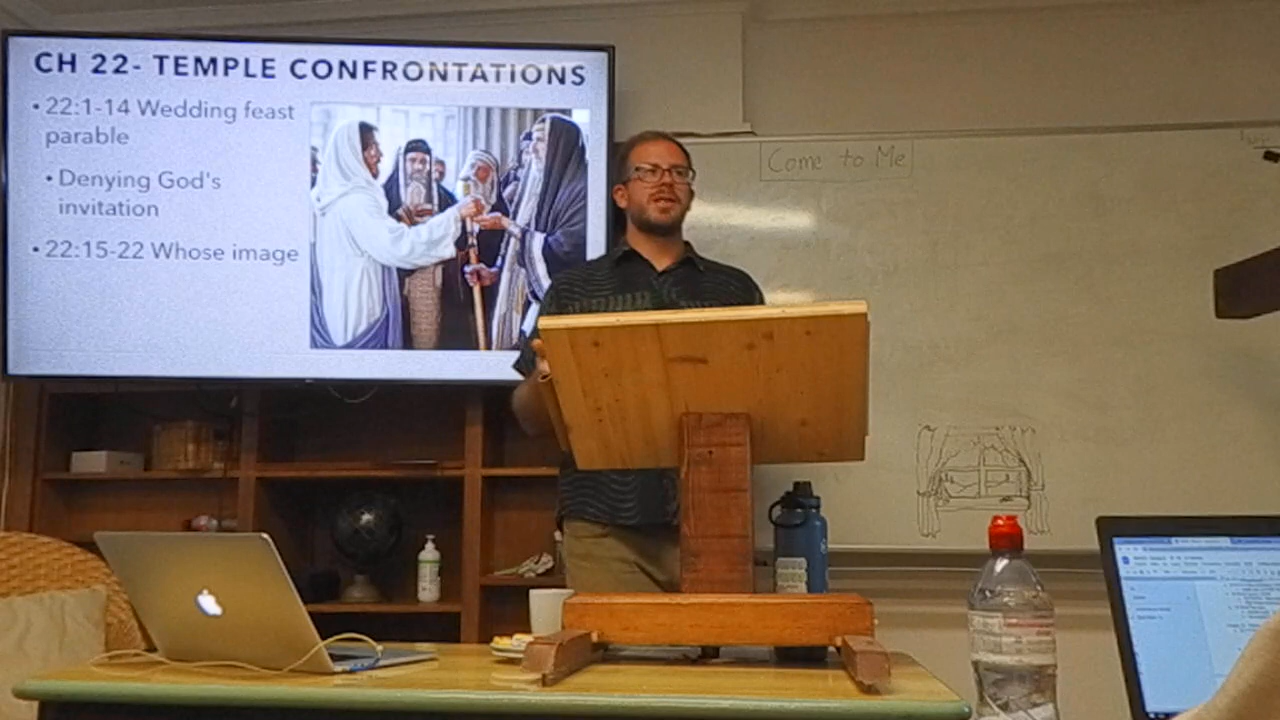 CH 22- TEMPLE CONFRONTATIONS
• 22:1-14 Wedding feast
parable
• Denying God's
invitation
• 22:15-22 Whose image
Come to Me